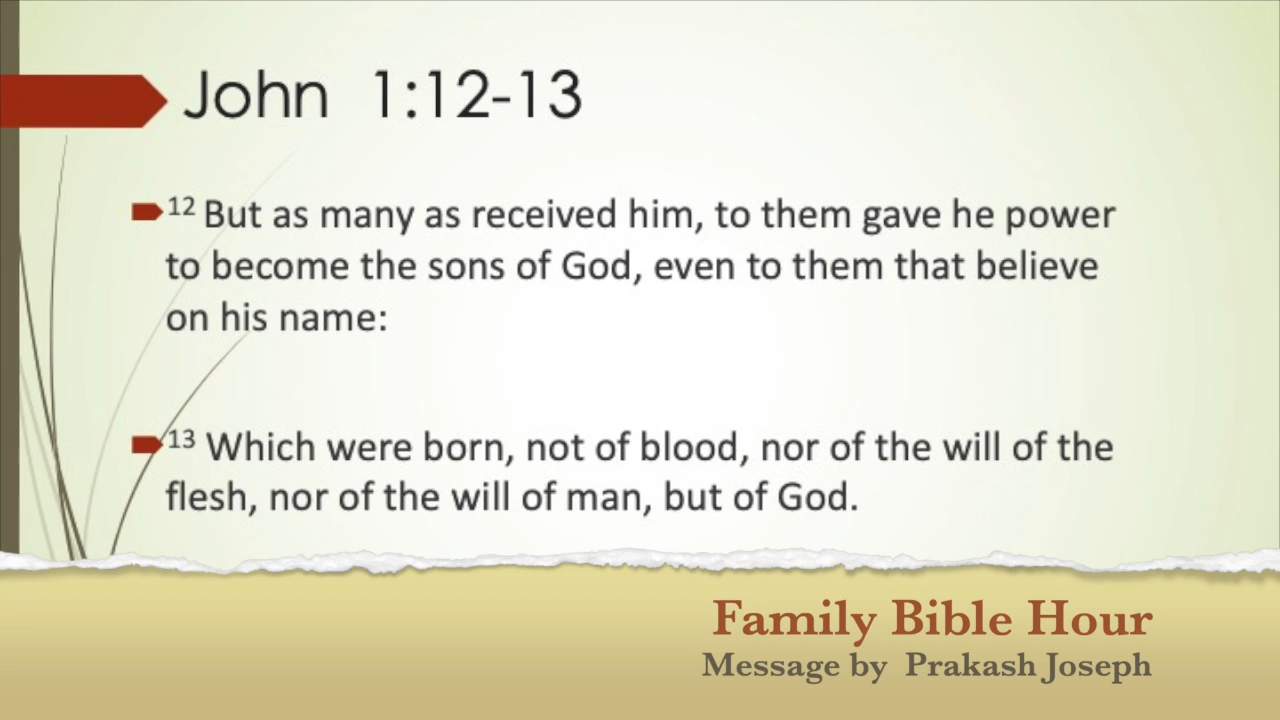 John 1:12-13
12 But as many as received him, to them gave he power
to become the sons of God, even to them that believe
on his name:
13 Which were born, not of blood, nor of the will of the
flesh, nor of the will of man, but of God.
Family Bible Hour
Message by Prakash Joseph